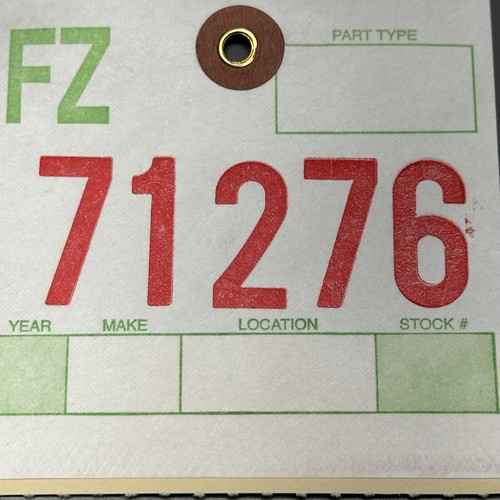 FZ
PART TYPE
71276
YEAR MAKE LOCATION STOCK #